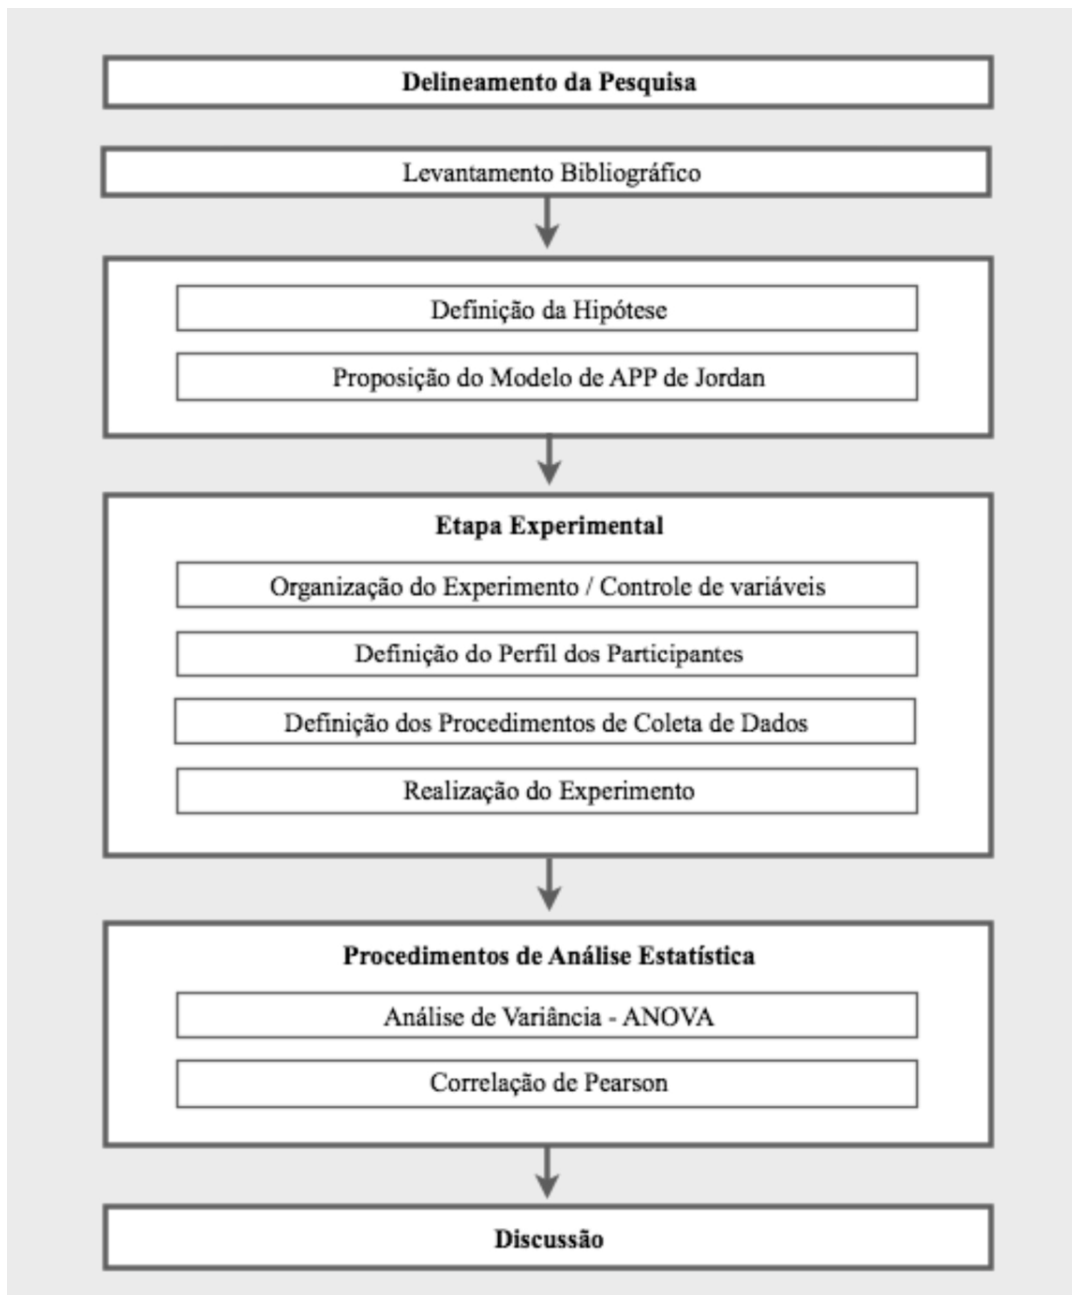 Delineamento da Pesquisa
Levantamento Bibliográfico
Definição da Hipótese
Proposição do Modelo de APP de Jordan
Etapa Experimental
Organização do Experimento / Controle de variáveis
Definição do Perfil dos Participantes
Definição dos Procedimentos de Coleta de Dados
Realização do Experimento
Procedimentos de Análise Estatística
Análise de Variância - ANOVA
Correlação de Pearson
Discussão